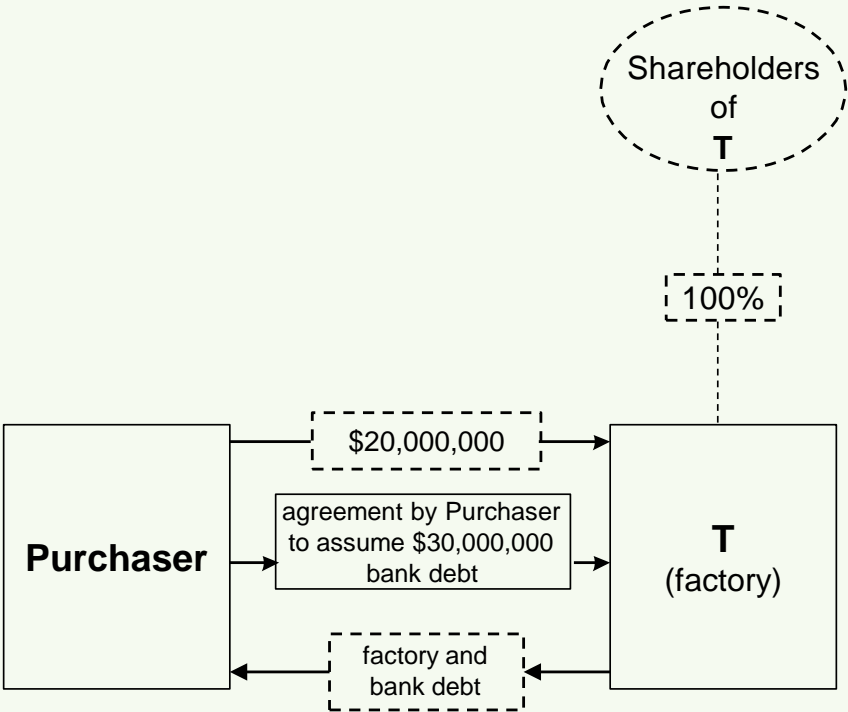 Shareholders
of
T
100%
$20,000,000
agreement by Purchaser
to assume $30,000,000
bank debt
Purchaser
T
(factory)
factory and
bank debt